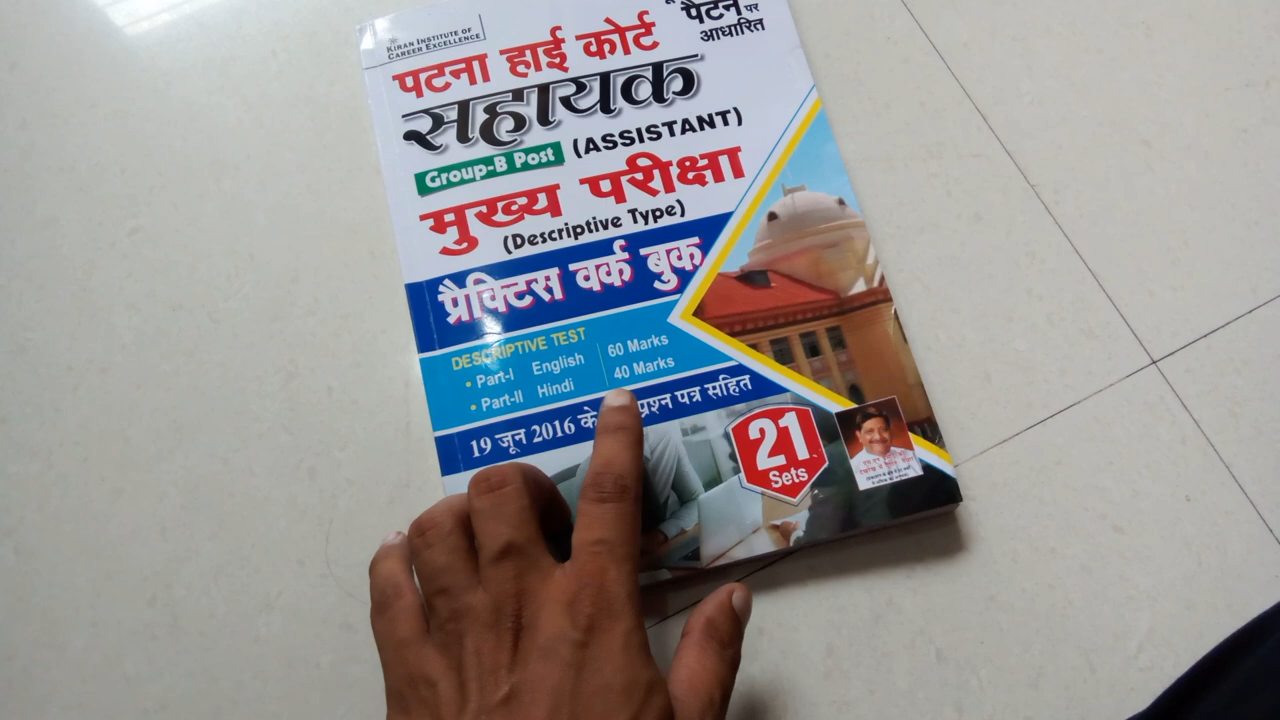 KIRAN INSTITUTE OF
CAREER EXCELLENCE
पैटर्न पर
आधारित
पटना हाई कोर्ट
सहायक
Group-B Post (ASSISTANT)
मुख्य परीक्षा
(Descriptive Type)
प्रैक्टिस वर्क बुक
DESCRIPTIVE TEST
• Part-I English 60 Marks
• Part-II Hindi 40 Marks
19 जून 2016 के प्रश्न पत्र सहित
21
Sets